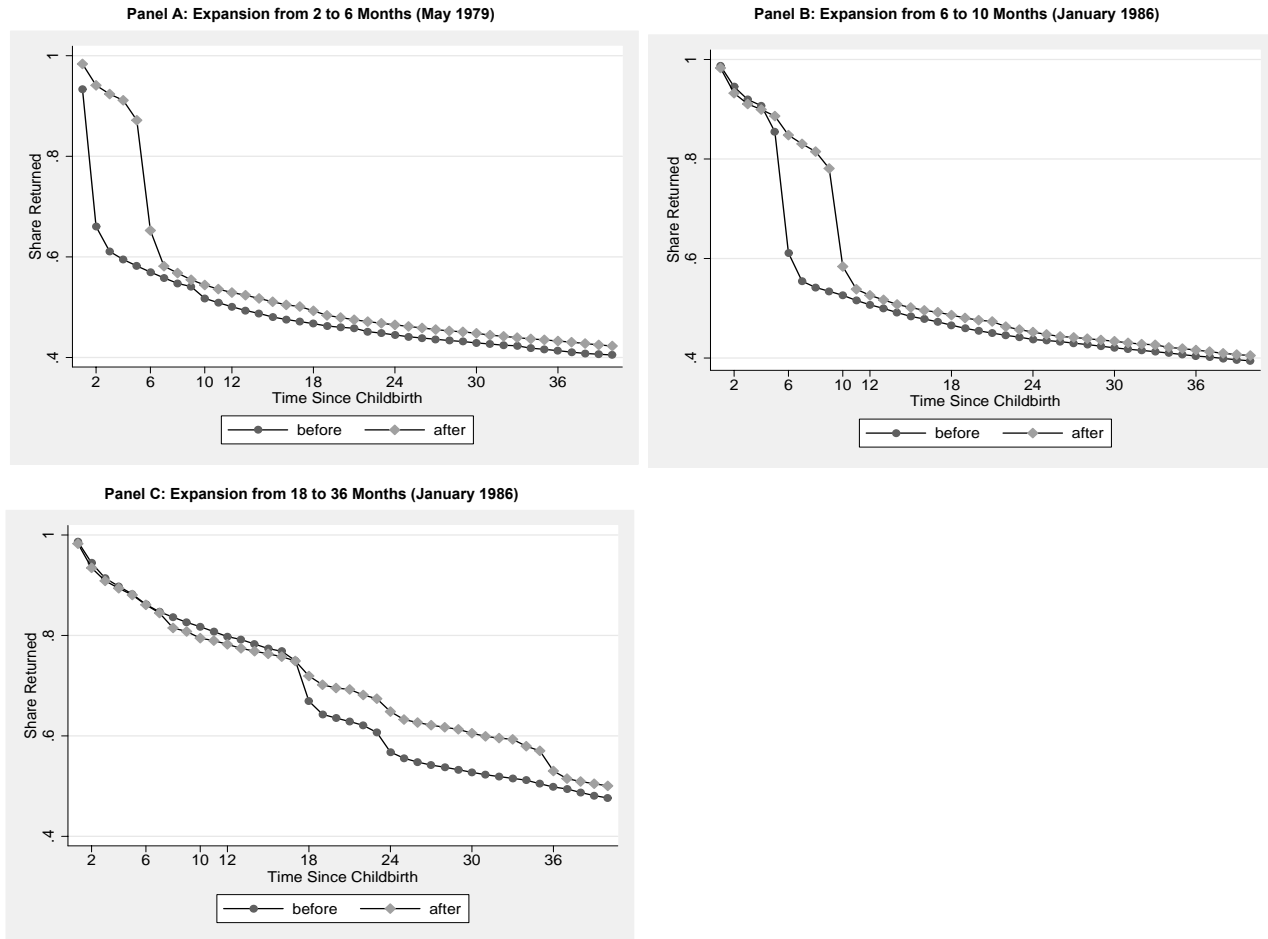 Panel A: Expansion from 2 to 6 Months (May 1979)
Share Returned
1
.8
.6
.4
2 6 10 12 18 24 30 36
Time Since Childbirth
before after
Panel B: Expansion from 6 to 10 Months (January 1986)
Share Returned
1
.8
.6
.4
2 6 10 12 18 24 30 36
Time Since Childbirth
before after
Panel C: Expansion from 18 to 36 Months (January 1986)
Share Returned
1
.8
.6
.4
2 6 10 12 18 24 30 36
Time Since Childbirth
before after